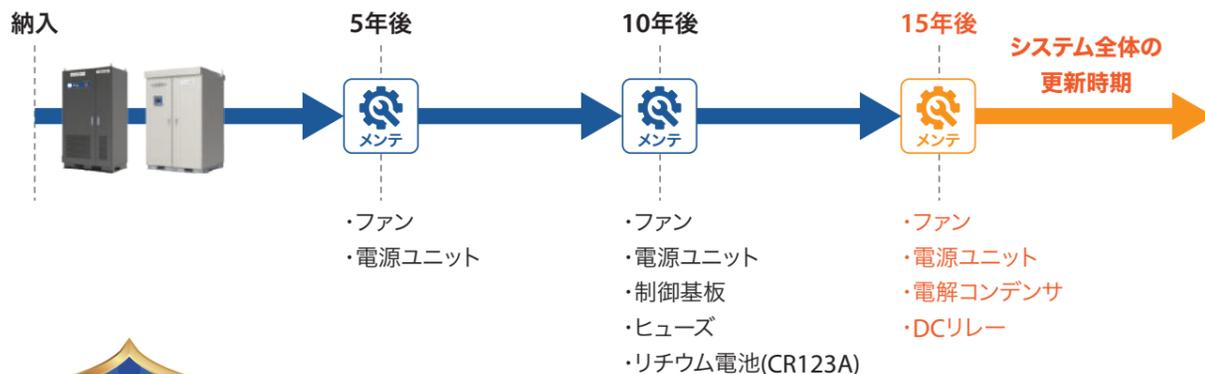 納入
5年後
10年後
15年後
システム全体の
更新時期
メンテ
メンテ
メンテ
・ファン
・電源ユニット
・ファン
・電源ユニット
・制御基板
・ヒューズ
・リチウム電池(CR123A)
・ファン
・電源ユニット
・電解コンデンサ
・DCリレー